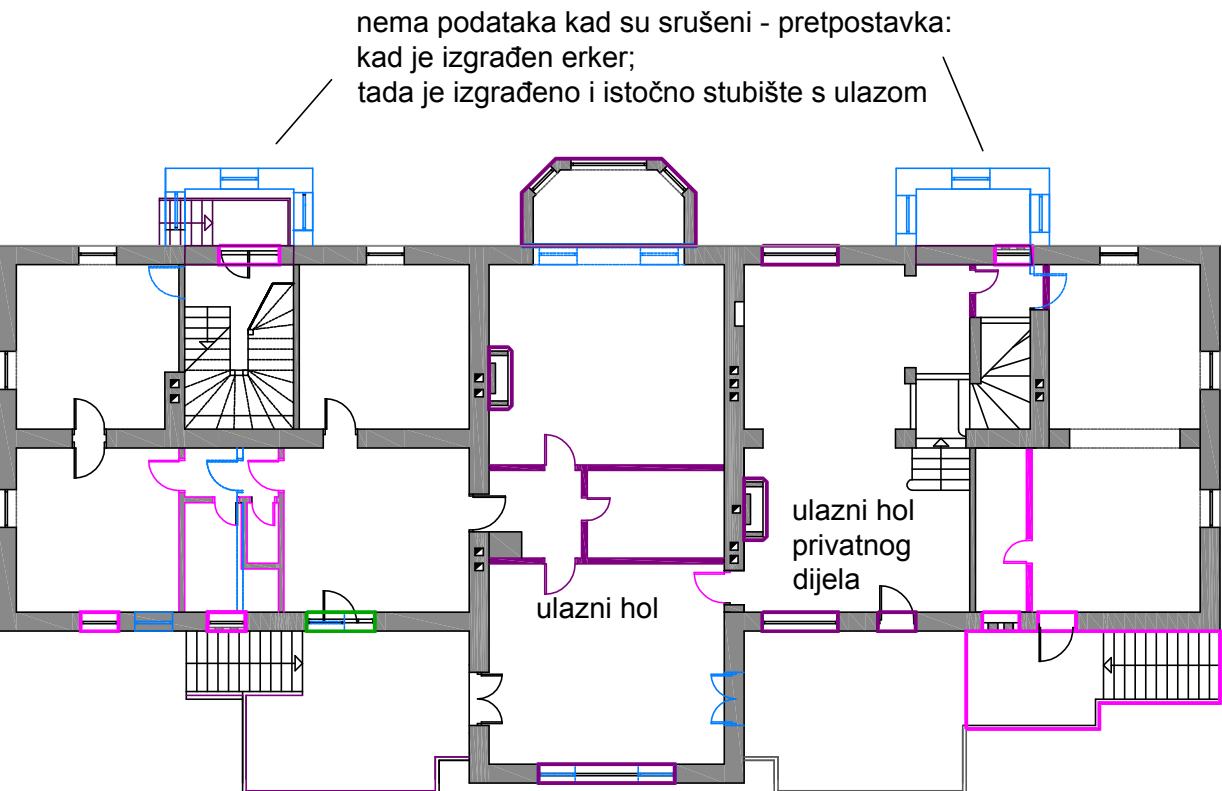 nema podataka kad su srušeni - pretpostavka:
kad je izgrađen erker;
tada je izgrađeno i istočno stubište s ulazom
ulazni hol
privatnog
dijela
ulazni hol